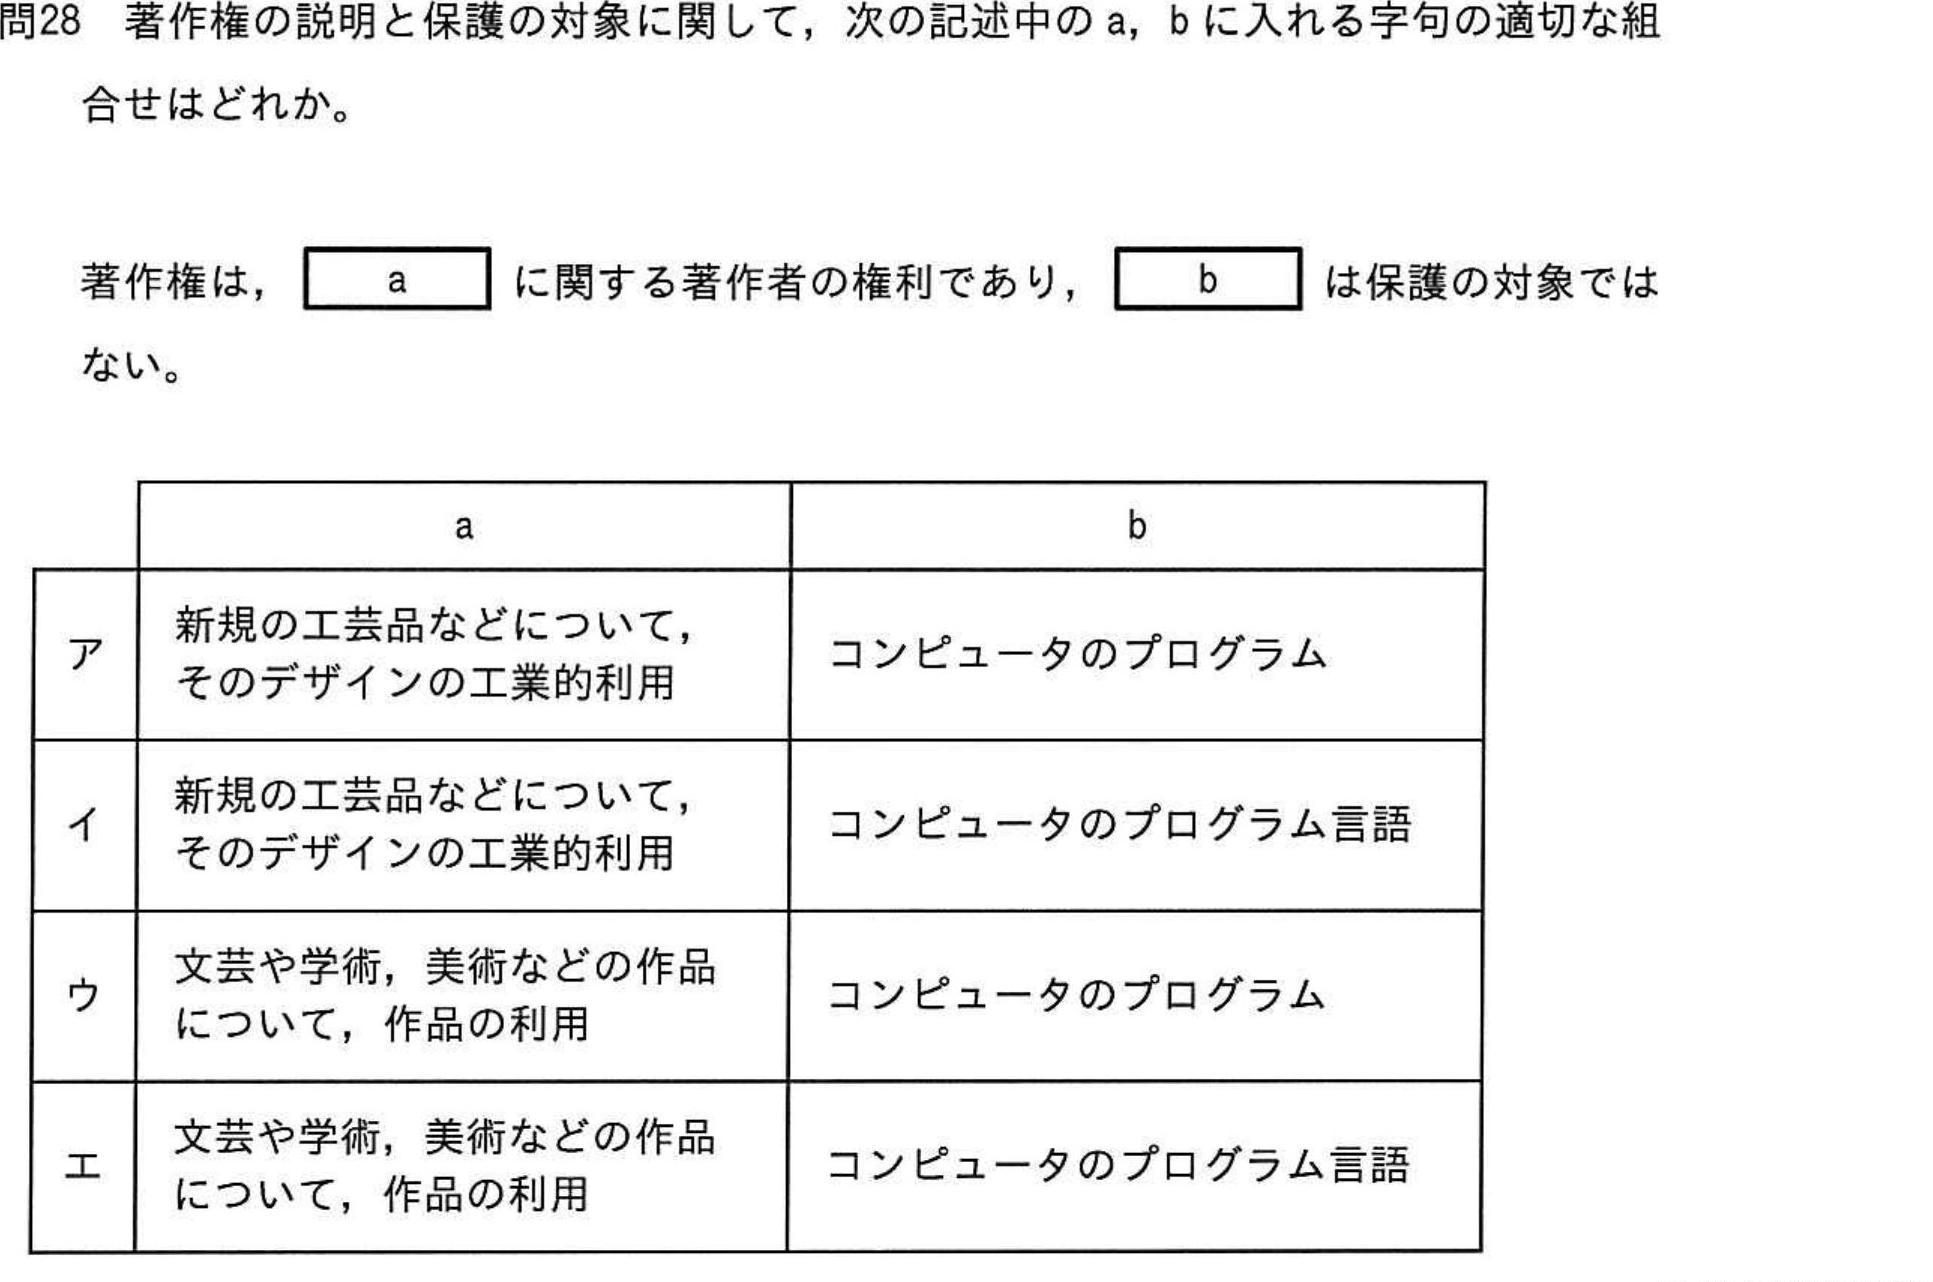 問28 著作権の説明と保護の対象に関して，次の記述中の a，b に入れる字句の適切な組
合せはどれか。
著作権は， a に関する著作者の権利であり， b は保護の対象では
ない。
a b
ア 新規の工芸品などについて， コンピュータのプログラム
そのデザインの工業的利用
イ 新規の工芸品などについて， コンピュータのプログラム言語
そのデザインの工業的利用
ウ 文芸や学術，美術などの作品 コンピュータのプログラム
について，作品の利用
エ 文芸や学術，美術などの作品 コンピュータのプログラム言語
について，作品の利用